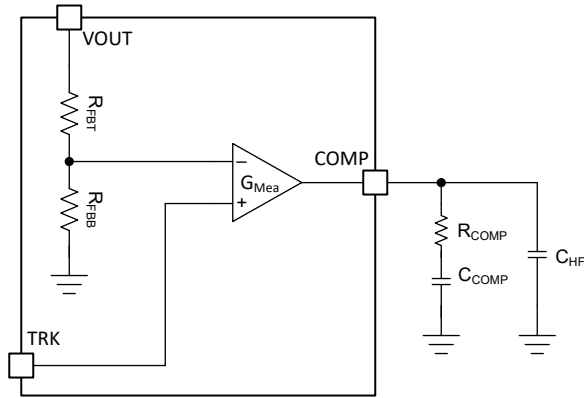 VOUT
RFBT
RFBB
GMea
−
+
COMP
RCOMP
CCOMP
CHF
TRK